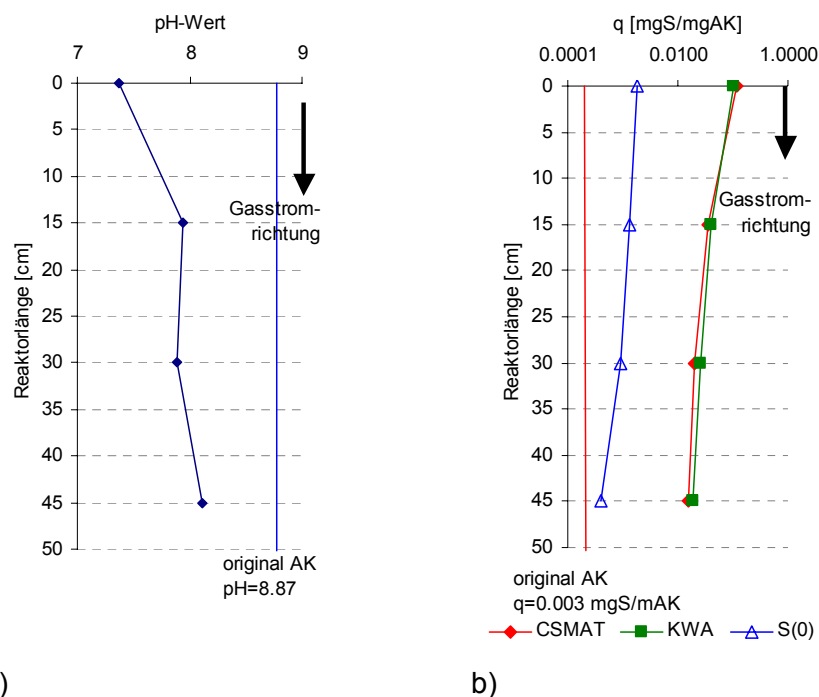 pH-Wert
7 8 9
0
5
10
15
20
25
30
35
40
45
50
Reaktorlänge [cm]
Gasstrom-
richtung
original AK
pH=8.87
)
q [mgS/mgAK]
0.0001 0.0100 1.0000
0
5
10
15
20
25
30
35
40
45
50
Reaktorlänge [cm]
Gasstrom-
richtung
original AK
q=0.003 mgS/mAK
CSMAT KWA S(0)
b)